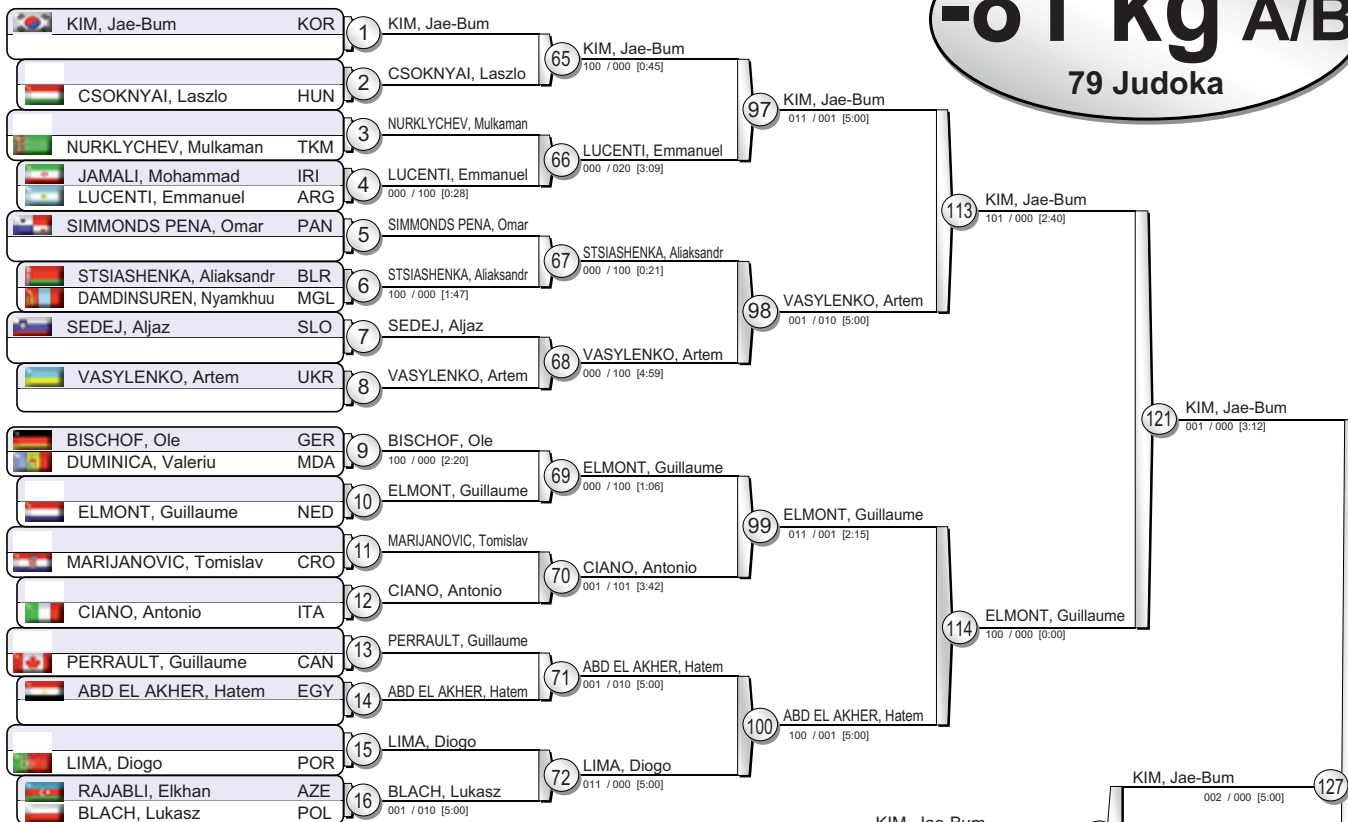 -81 kg A/B
79 Judoka
KIM, Jae-Bum KOR
CSOKNYAI, Laszlo HUN
NURKLYCHEV, Mulkaman TKM
JAMALI, Mohammad IRI
LUCENTI, Emmanuel ARG
SIMMONDS PENA, Omar PAN
STSIASHENKA, Aliaksandr BLR
DAMDINSUREN, Nyamkhuu MGL
SEDEJ, Aljaz SLO
VASYLENKO, Artem UKR
BISCHOF, Ole GER
DUMINICA, Valeriu MDA
ELMONT, Guillaume NED
MARIJANOVIC, Tomislav CRO
CIANO, Antonio ITA
PERRAULT, Guillaume CAN
ABD EL AKHER, Hatem EGY
LIMA, Diogo POR
RAJABLI, Elkhan AZE
BLACH, Lukasz POL
1 KIM, Jae-Bum
2 CSOKNYAI, Laszlo
3 NURKLYCHEV, Mulkaman
4 LUCENTI, Emmanuel
000 / 100 [0:28]
5 SIMMONDS PENA, Omar
6 STSIASHENKA, Aliaksandr
100 / 000 [1:47]
7 SEDEJ, Aljaz
8 VASYLENKO, Artem
9 BISCHOF, Ole
100 / 000 [2:20]
10 ELMONT, Guillaume
11 MARIJANOVIC, Tomislav
12 CIANO, Antonio
13 PERRAULT, Guillaume
14 ABD EL AKHER, Hatem
15 LIMA, Diogo
16 BLACH, Lukasz
001 / 010 [5:00]
65 KIM, Jae-Bum
100 / 000 [0:45]
66 LUCENTI, Emmanuel
000 / 020 [3:09]
67 STSIASHENKA, Aliaksandr
000 / 100 [0:21]
68 VASYLENKO, Artem
000 / 100 [4:59]
69 ELMONT, Guillaume
000 / 100 [1:06]
70 CIANO, Antonio
001 / 101 [3:42]
71 ABD EL AKHER, Hatem
001 / 010 [5:00]
72 LIMA, Diogo
011 / 000 [5:00]
97 KIM, Jae-Bum
011 / 001 [5:00]
98 VASYLENKO, Artem
001 / 010 [5:00]
99 ELMONT, Guillaume
011 / 001 [2:15]
100 ABD EL AKHER, Hatem
100 / 001 [5:00]
113 KIM, Jae-Bum
101 / 000 [2:40]
114 ELMONT, Guillaume
100 / 000 [0:00]
121 KIM, Jae-Bum
001 / 000 [3:12]
KIM, Jae-Bum
002 / 000 [5:00]
127
KIM, Jae-Bum